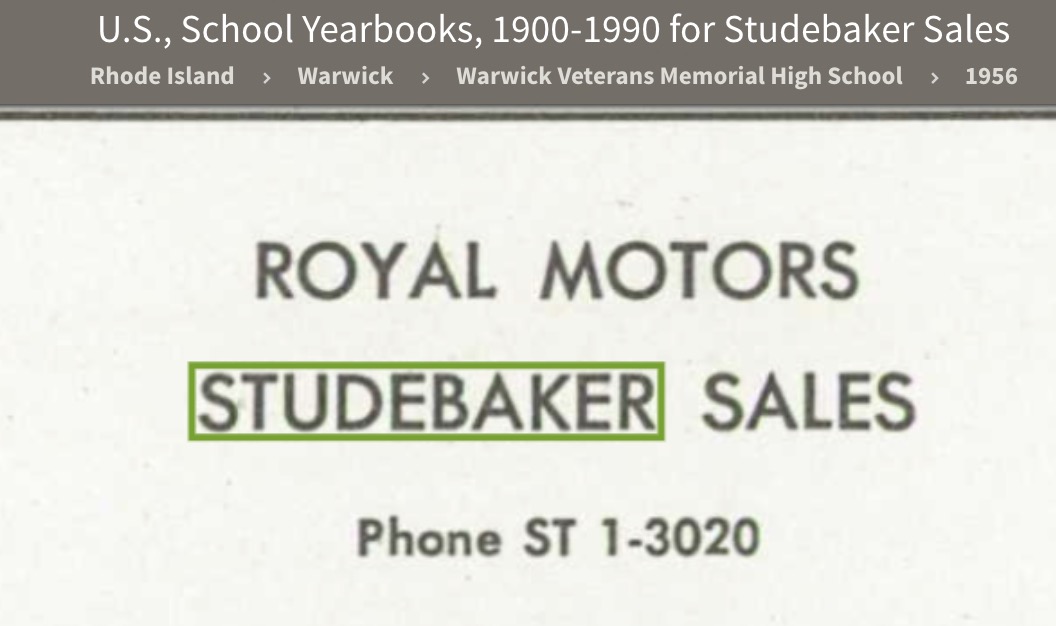 U.S., School Yearbooks, 1900-1990 for Studebaker Sales
Rhode Island > Warwick > Warwick Veterans Memorial High School > 1956
ROYAL MOTORS
STUDEBAKER SALES
Phone ST 1-3020